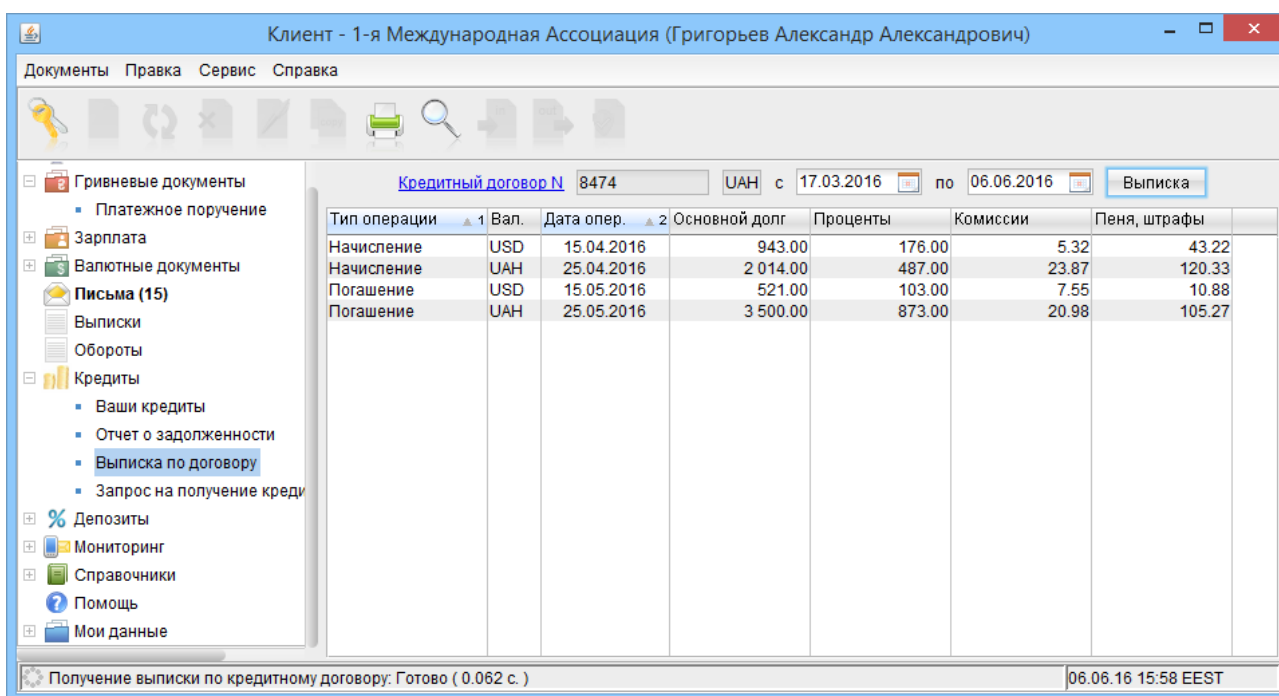 Клиент - 1-я Международная Ассоциация (Григорьев Александр Александрович)
Документы Правка Сервис Справка
Гривневые документы
Платежное поручение
Зарплата
Валютные документы
Письма (15)
Выписки
Обороты
Кредиты
Ваши кредиты
Отчет о задолженности
Выписка по договору
Запрос на получение креди
Депозиты
Мониторинг
Справочники
Помощь
Мои данные
Кредитный договор N 8474 UAH с 17.03.2016 по 06.06.2016 Выписка
Тип операции 1 Вал. Дата опер. 2 Основной долг Проценты Комиссии Пеня, штрафы
Начисление USD 15.04.2016 943.00 176.00 5.32 43.22
Начисление UAH 25.04.2016 2 014.00 487.00 23.87 120.33
Погашение USD 15.05.2016 521.00 103.00 7.55 10.88
Погашение UAH 25.05.2016 3 500.00 873.00 20.98 105.27
Получение выписки по кредитному договору: Готово ( 0.062 с. ) 06.06.16 15:58 EEST